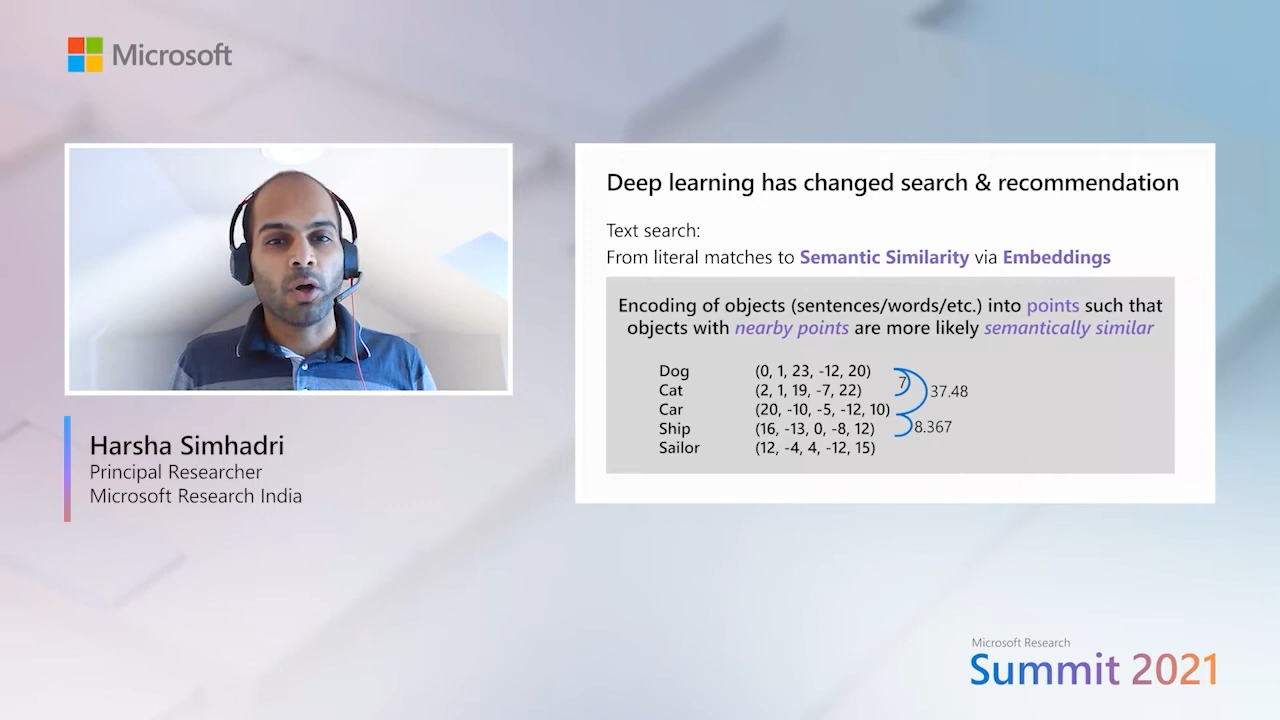 Microsoft
Harsha Simhadri
Principal Researcher
Microsoft Research India
Deep learning has changed search & recommendation
Text search:
From literal matches to Semantic Similarity via Embeddings
Encoding of objects (sentences/words/etc.) into points such that
objects with nearby points are more likely semantically similar
Dog (0, 1, 23, -12, 20)
Cat (2, 1, 19, -7, 22)
Car (20, -10, -5, -12, 10)
Ship (16, -13, 0, -8, 12)
Sailor (12, -4, 4, -12, 15)
7
37.48
8.367
Microsoft Research
Summit 2021